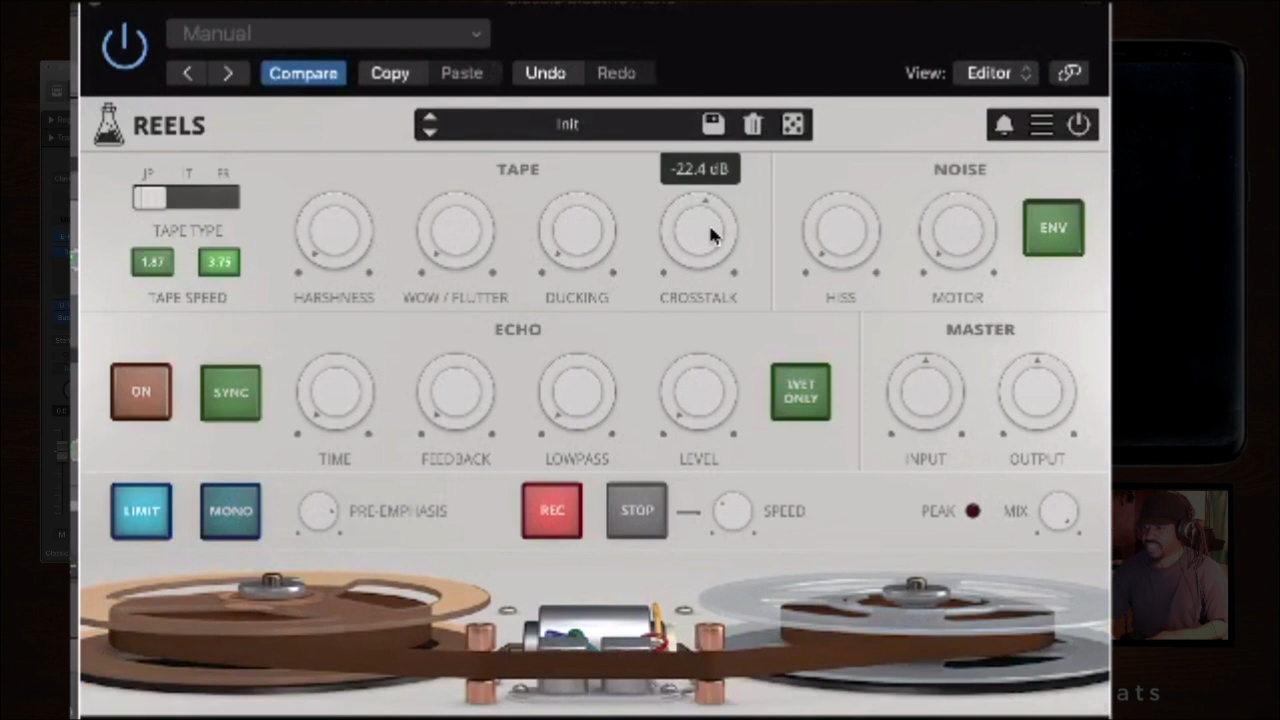 Manual
Compare Copy Paste Undo Redo View: Editor
REELS Init
TAPE -22.4 dB NOISE
JP IT FR
TAPE TYPE ENV
1.87 3.75
TAPE SPEED HARSHNESS WOW / FLUTTER DUCKING CROSSTALK HISS MOTOR
ECHO MASTER
ON SYNC WET ONLY
TIME FEEDBACK LOWPASS LEVEL INPUT OUTPUT
LIMIT MONO PRE-EMPHASIS REC STOP SPEED PEAK MIX
ats